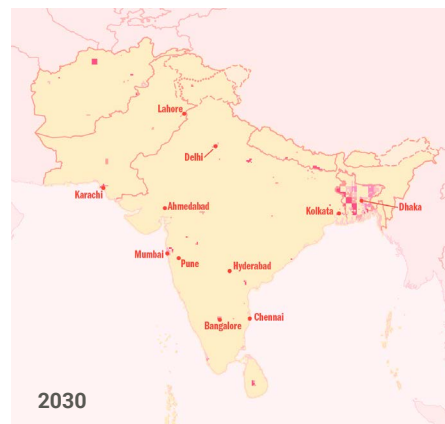 Lahore
Delhi
Karachi
Ahmedabad
Kolkata
Dhaka
Mumbai
Pune
Hyderabad
Bangalore
Chennai
2030